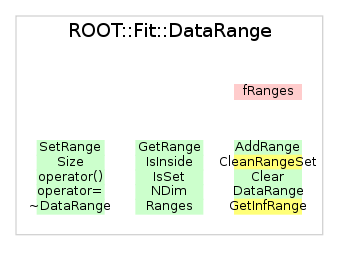 ROOT::Fit::DataRange
fRanges
SetRange
Size
operator()
operator=
~DataRange
GetRange
IsInside
IsSet
NDim
Ranges
AddRange
CleanRangeSet
Clear
DataRange
GetInfRange